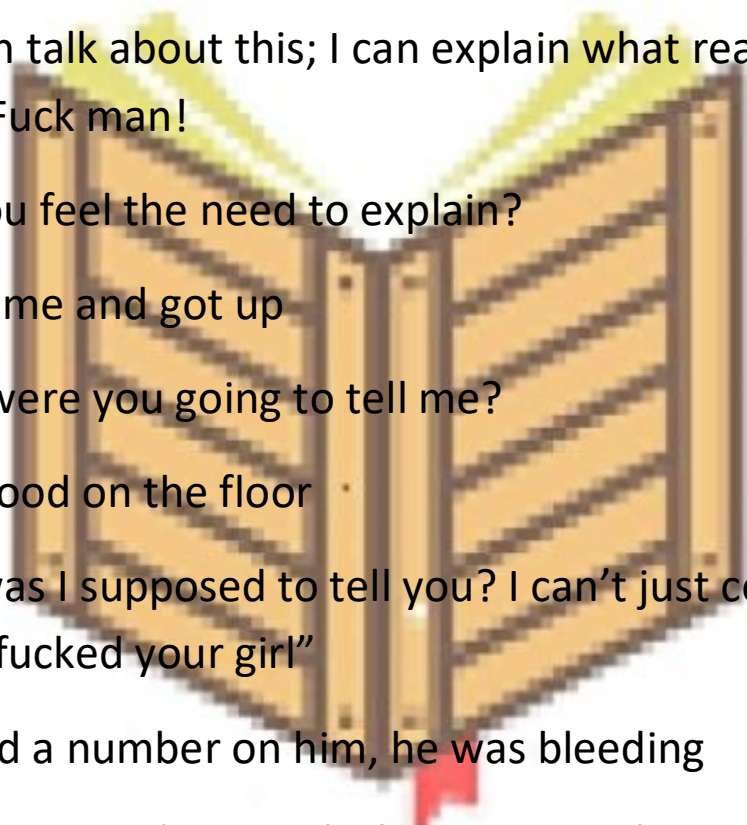 n talk about this; I can explain what rea
Fuck man!
ou feel the need to explain?
me and got up
were you going to tell me?
ood on the floor
was I supposed to tell you? I can’t just c
fucked your girl”
d a number on him, he was bleeding